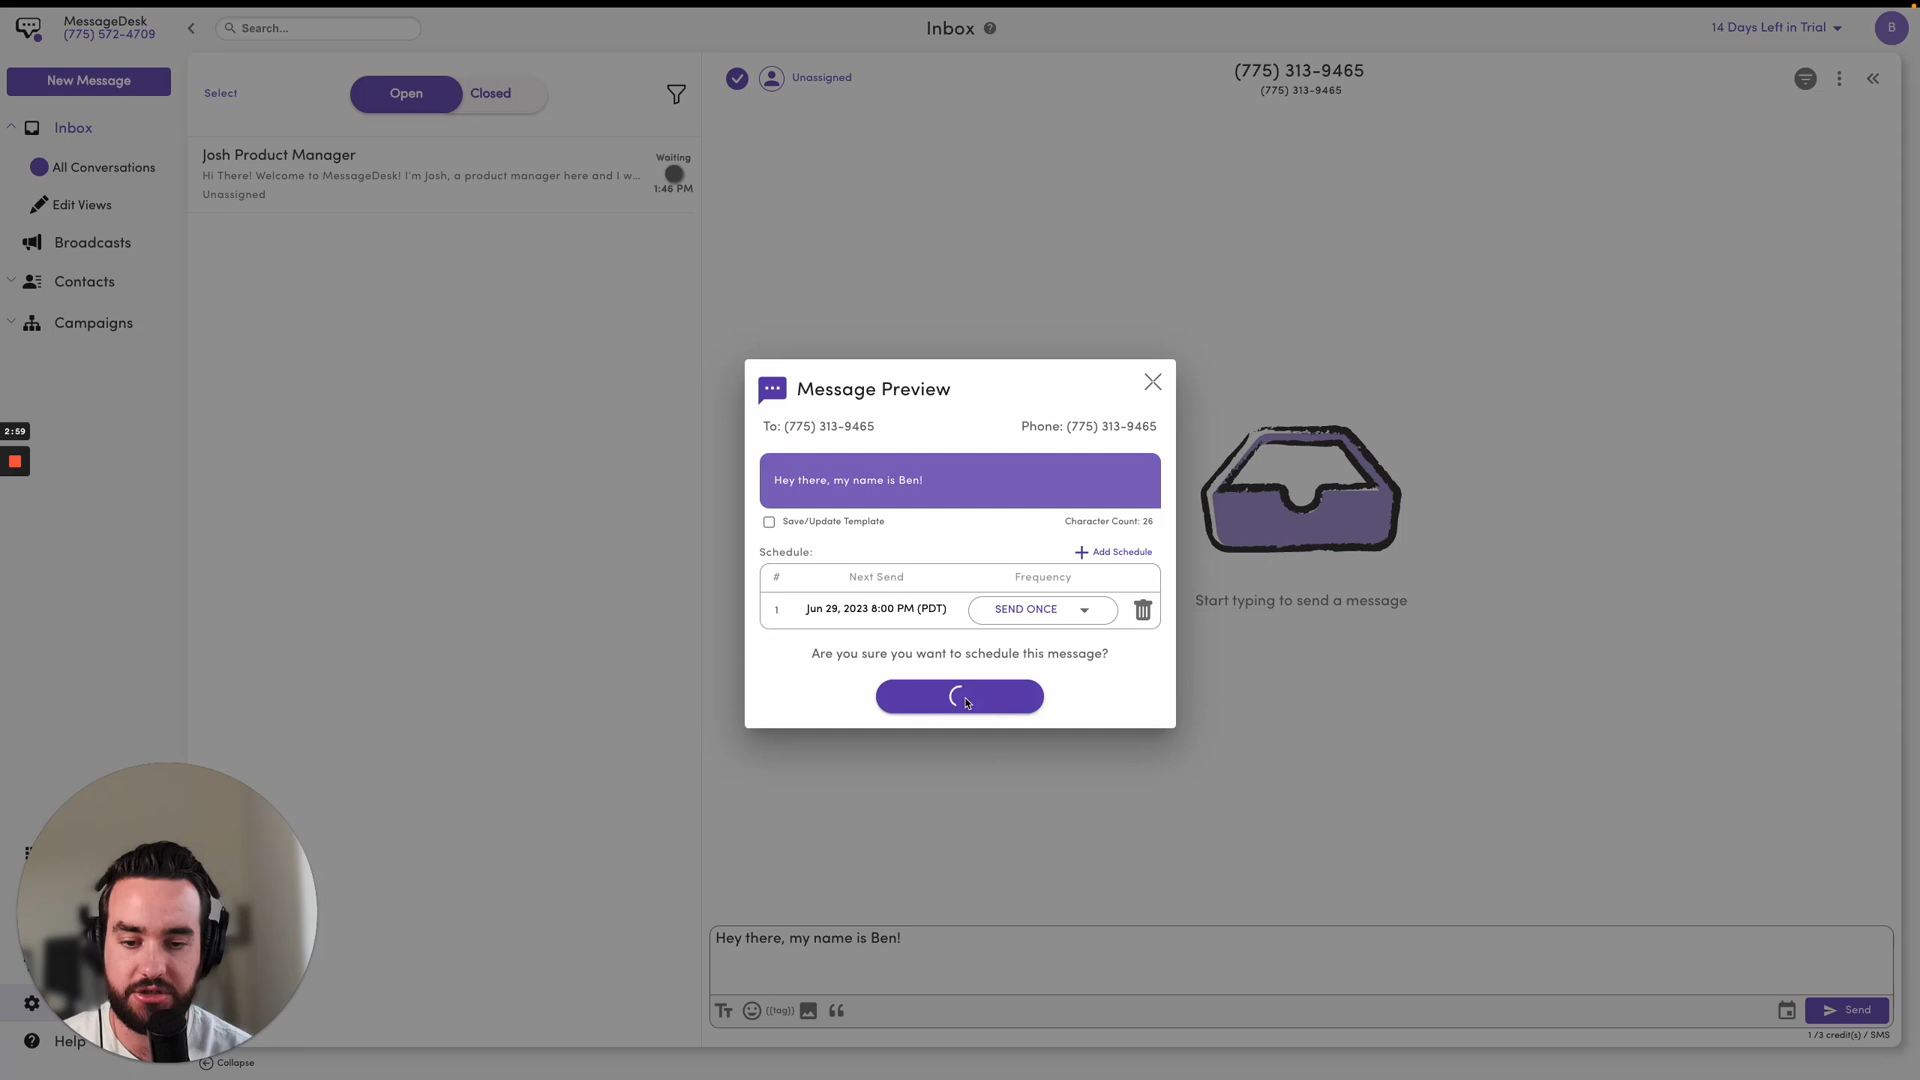 MessageDesk
(775) 572-4709
Search...
Inbox
14 Days Left in Trial
B
New Message
Inbox
All Conversations
Edit Views
Broadcasts
Contacts
Campaigns
Select
Open
Closed
Josh Product Manager
Hi There! Welcome to MessageDesk! I'm Josh, a product manager here and I w...
Unassigned
Waiting
1:46 PM
Unassigned
(775) 313-9465
(775) 313-9465
2:59
Message Preview
To: (775) 313-9465
Phone: (775) 313-9465
Hey there, my name is Ben!
Save/Update Template
Character Count: 26
Schedule:
Add Schedule
#
Next Send
Frequency
1
Jun 29, 2023 8:00 PM (PDT)
SEND ONCE
Are you sure you want to schedule this message?
Start typing to send a message
Hey there, my name is Ben!
Tт
{{tag}}
Send
1 /3 credit(s) / SMS
Help
Collapse